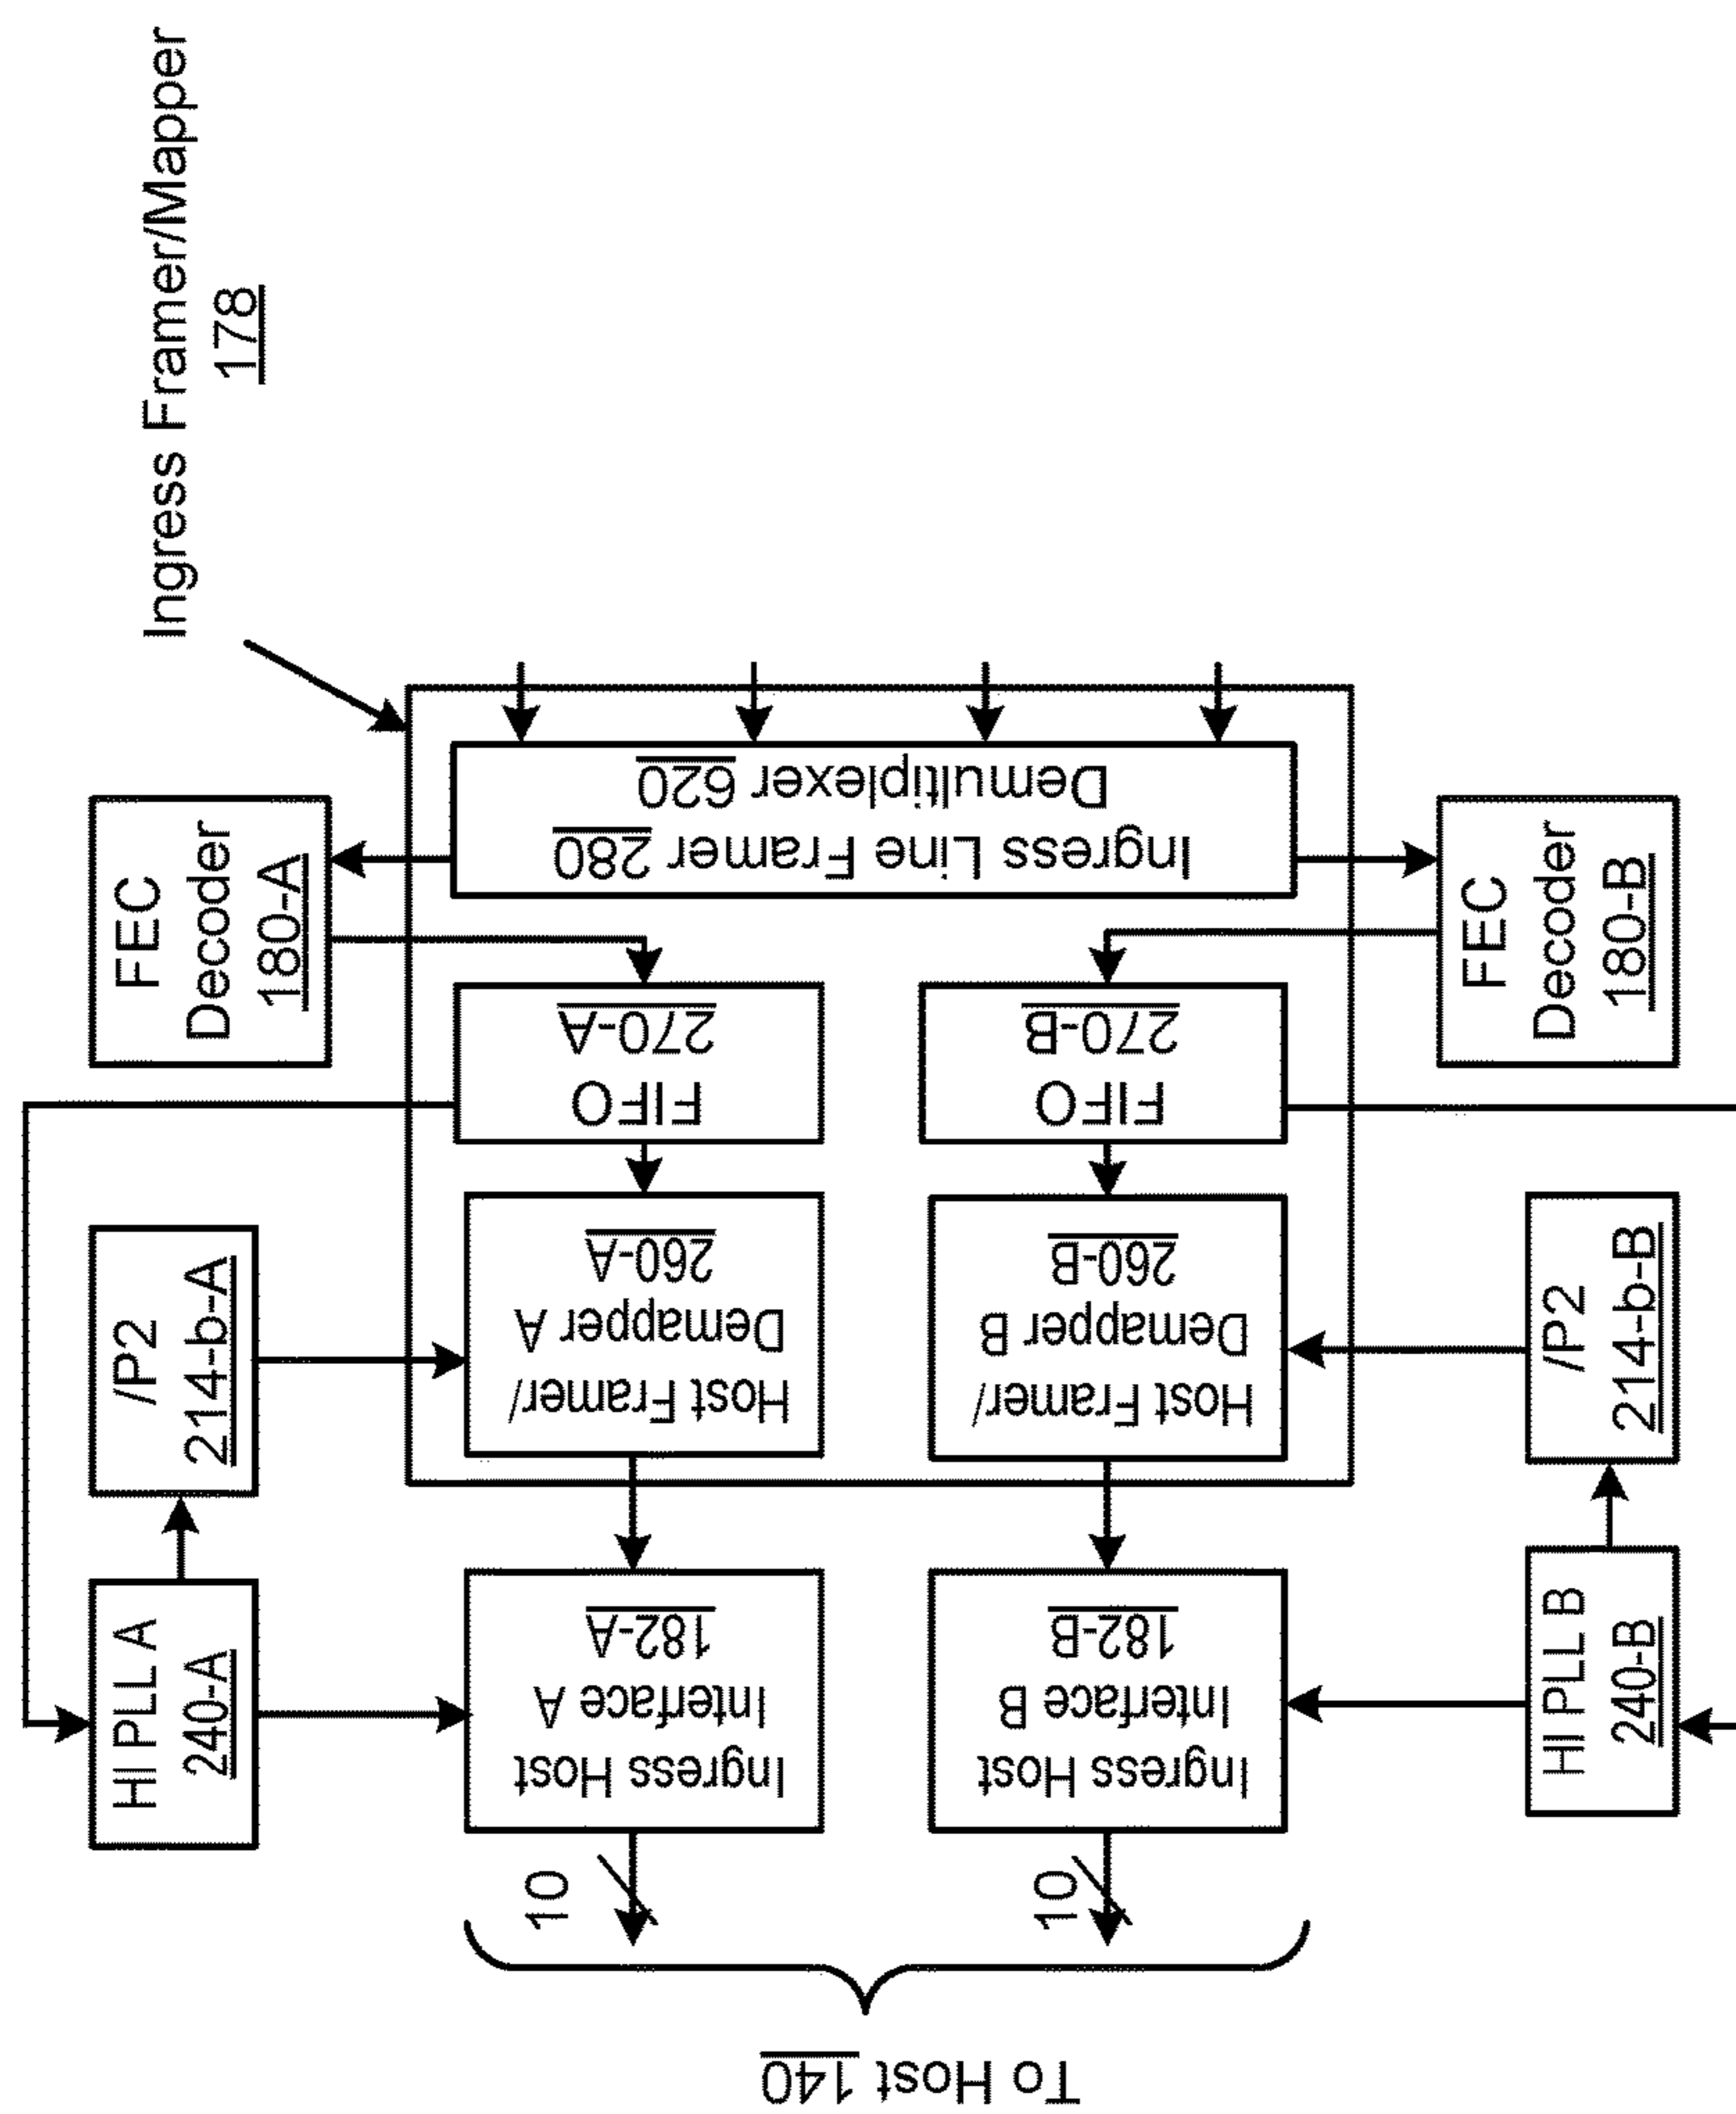 Ingress Framer/Mapper
178
FEC
Decoder
180-A
Ingress Line Framer 280
Demultiplexer 620
FEC
Decoder
180-B
FIFO
270-A
FIFO
270-B
/P2
214-b-A
Host Framer/
Demapper A
260-A
Host Framer/
Demapper B
260-B
/P2
214-b-B
HI PLL A
240-A
Ingress Host
Interface A
182-A
Ingress Host
Interface B
182-B
HI PLL B
240-B
10
10
To Host 140